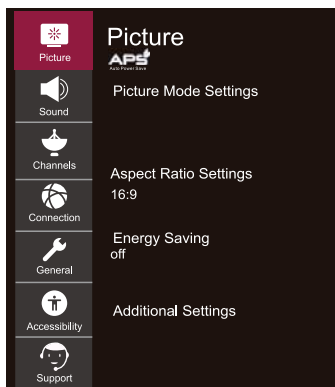 Picture
Sound
Channels
Connection
General
Accessibility
Support
Picture
APS
Auto Power Save
Picture Mode Settings
Aspect Ratio Settings
16:9
Energy Saving
off
Additional Settings